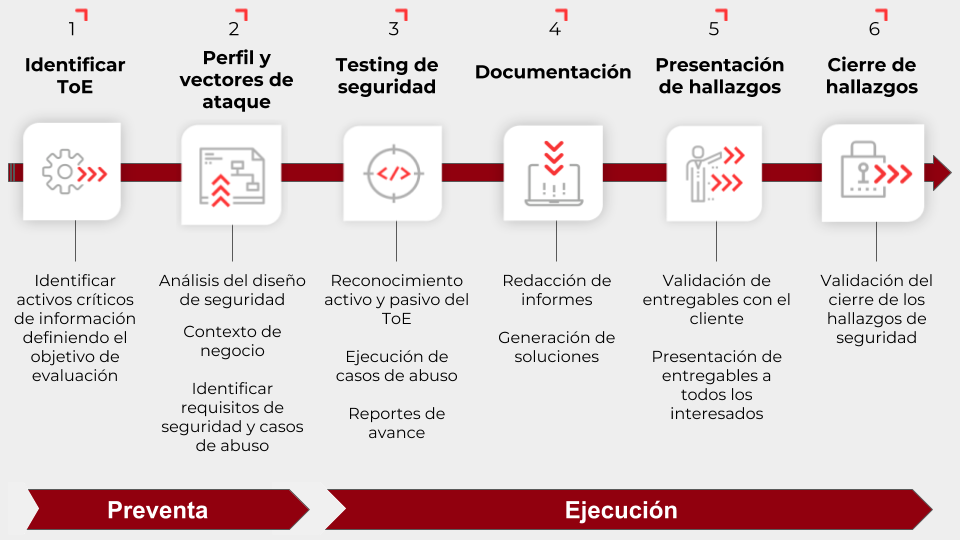 1
Identificar
ToE
Identificar
activos críticos
de información
definiendo el
objetivo de
evaluación
2
Perfil y
vectores de
ataque
Análisis del diseño
de seguridad
Contexto de
negocio
Identificar
requisitos de
seguridad y casos
de abuso
3
Testing de
seguridad
</>
Reconocimiento
activo y pasivo del
ToE
Ejecución de
casos de abuso
Reportes de
avance
4
Documentación
!!!
Redacción de
informes
Generación de
soluciones
5
Presentación
de hallazgos
Validación de
entregables con el
cliente
Presentación de
entregables a
todos los
interesados
6
Cierre de
hallazgos
Validación del
cierre de los
hallazgos de
seguridad
Preventa
Ejecución